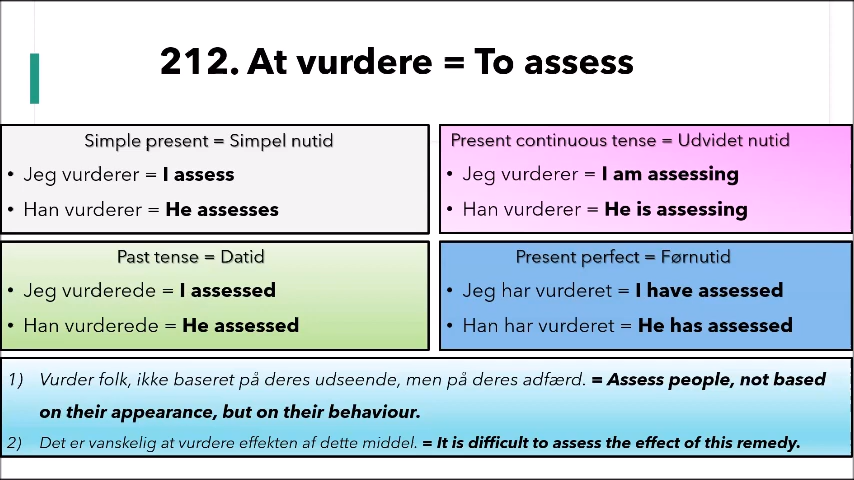 212. At vurdere = To assess
Simple present = Simpel nutid
• Jeg vurderer = I assess
• Han vurderer = He assesses
Present continuous tense = Udvidet nutid
• Jeg vurderer = I am assessing
• Han vurderer = He is assessing
Past tense = Datid
• Jeg vurderede = I assessed
• Han vurderede = He assessed
Present perfect = Førnutid
• Jeg har vurderet = I have assessed
• Han har vurderet = He has assessed
1) Vurder folk, ikke baseret på deres udseende, men på deres adfærd. = Assess people, not based
on their appearance, but on their behaviour.
2) Det er vanskelig at vurdere effekten af dette middel. = It is difficult to assess the effect of this remedy.